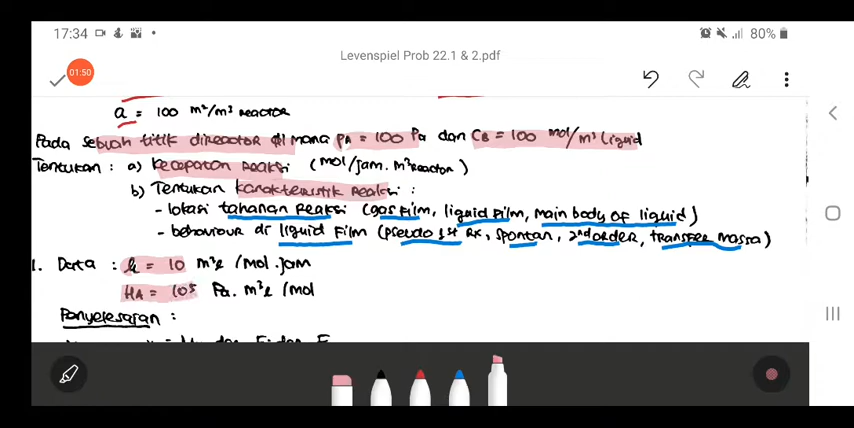 17:34
80%
01:50
Levenspiel Prob 22.1 & 2.pdf
a = 100 m²/m³ reactor
Pada sebuah titik direactor di mana PA = 100 Pa dan CB = 100 mol/m³ liquid
Tentukan : a) Kecepatan Reaksi (mol/jam. m³reactor)
b) Tentukan karakteristik Reaksi :
- lokasi tahanan Reaksi (gas film, liquid film, main body of liquid)
- behaviour di liquid film (pseudo 1st rx, spontan, 2nd order, transfer massa)
1. Data : k = 10 m³l /mol.jam
HA = 10⁵ Pa. m³l /mol
Penyelesaian :